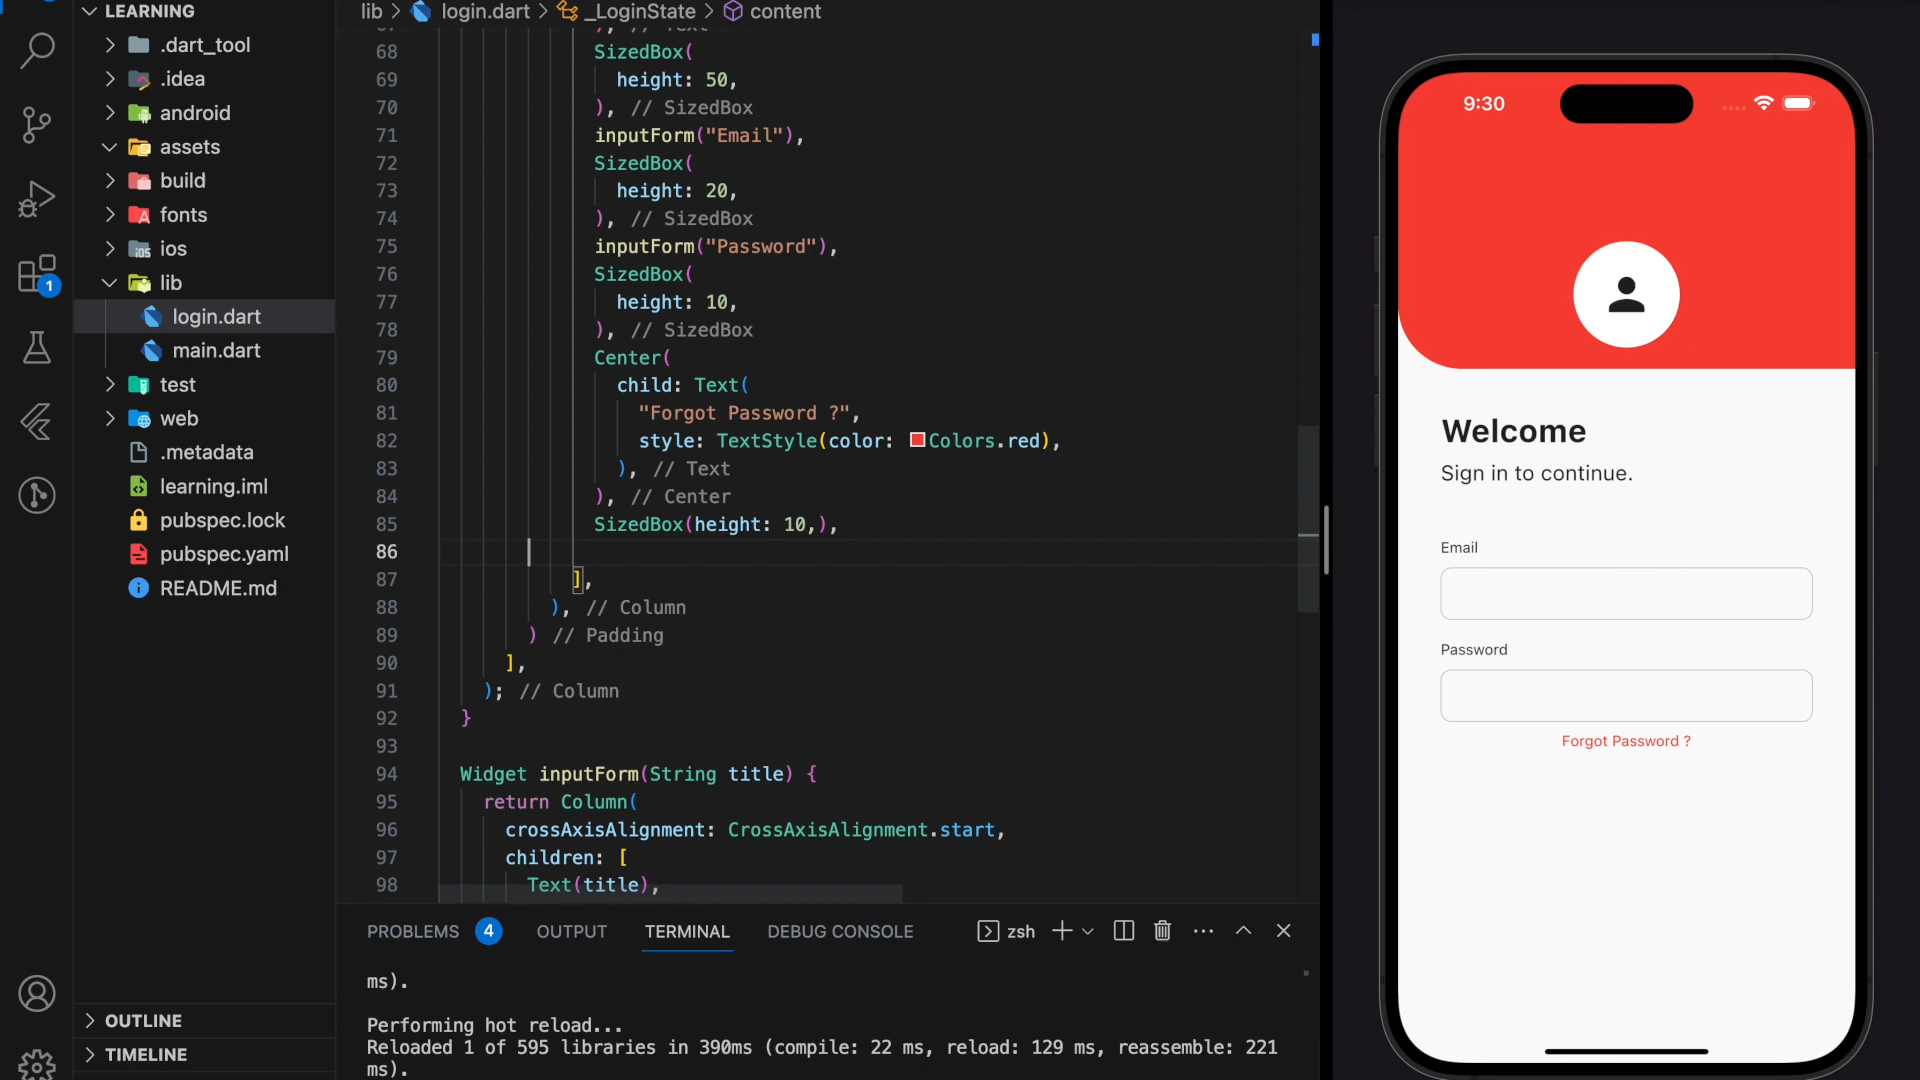 LEARNING
.dart_tool
.idea
android
assets
build
fonts
ios
lib
login.dart
main.dart
test
web
.metadata
learning.iml
pubspec.lock
pubspec.yaml
README.md
OUTLINE
TIMELINE
1
lib > login.dart > _LoginState > content
67 ), // Text
68 SizedBox(
69 height: 50,
70 ), // SizedBox
71 inputForm("Email"),
72 SizedBox(
73 height: 20,
74 ), // SizedBox
75 inputForm("Password"),
76 SizedBox(
77 height: 10,
78 ), // SizedBox
79 Center(
80 child: Text(
81 "Forgot Password ?",
82 style: TextStyle(color: Colors.red),
83 ), // Text
84 ), // Center
85 SizedBox(height: 10,),
86
87 ],
88 ), // Column
89 ) // Padding
90 ],
91 ); // Column
92 }
93
94 Widget inputForm(String title) {
95 return Column(
96 crossAxisAlignment: CrossAxisAlignment.start,
97 children: [
98 Text(title),
PROBLEMS 4 OUTPUT TERMINAL DEBUG CONSOLE zsh
ms).
Performing hot reload...
Reloaded 1 of 595 libraries in 390ms (compile: 22 ms, reload: 129 ms, reassemble: 221
ms).
9:30
Welcome
Sign in to continue.
Email
Password
Forgot Password ?